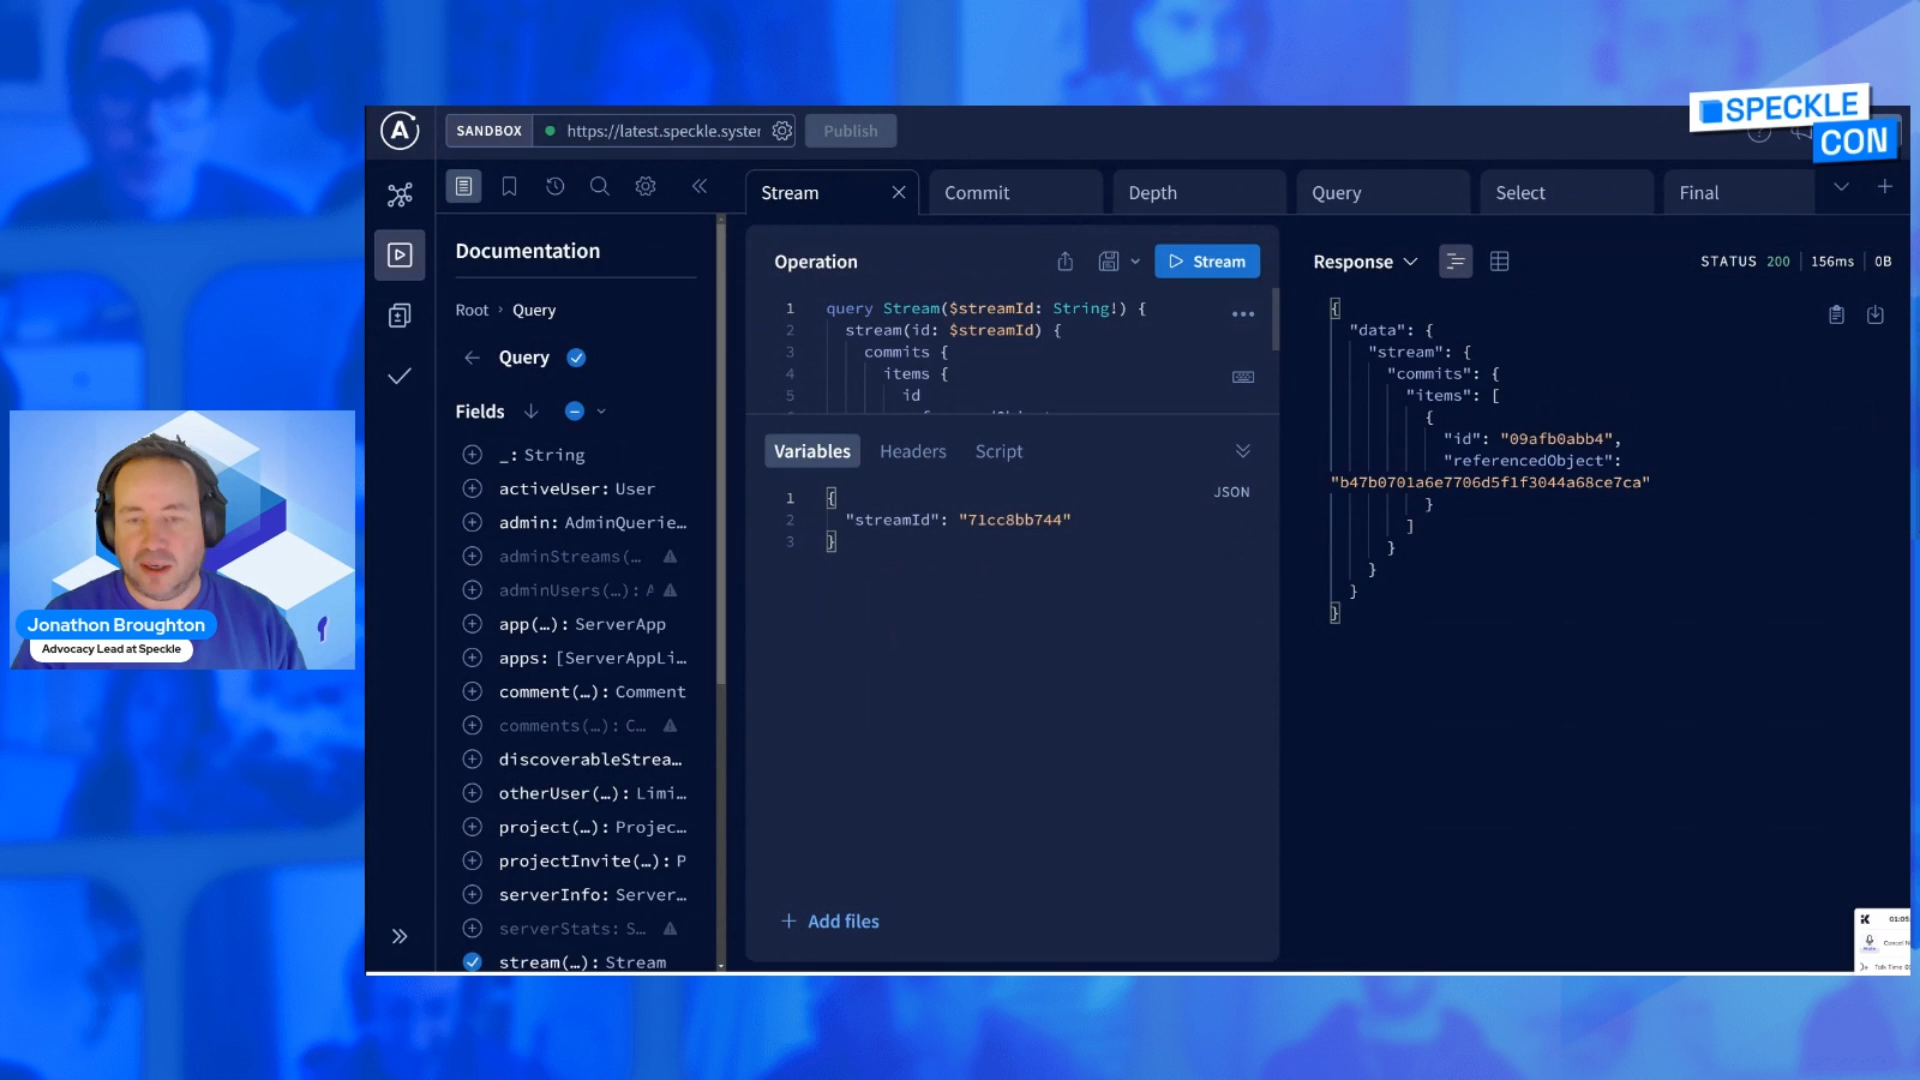 SPECKLE
CON
SANDBOX
https://latest.speckle.syster
Publish
Stream
Commit
Depth
Query
Select
Final
Documentation
Root › Query
Query
Fields
_: String
activeUser: User
admin: AdminQuerie…
adminStreams(…
adminUsers(…): A
app(…): ServerApp
apps: [ServerAppLi…
comment(…): Comment
comments(…): C…
discoverableStrea…
otherUser(…): Limi…
project(…): Projec…
projectInvite(…): P
serverInfo: Server…
serverStats: S…
stream(…): Stream
Operation
Stream
1 query Stream($streamId: String!) {
2 stream(id: $streamId) {
3 commits {
4 items {
5 id
Variables
Headers
Script
JSON
1 {
2 "streamId": "71cc8bb744"
3 }
+ Add files
Response
STATUS 200
156ms
0B
{
"data": {
"stream": {
"commits": {
"items": [
{
"id": "09afb0abb4",
"referencedObject":
"b47b0701a6e7706d5f1f3044a68ce7ca"
}
]
}
}
}
}
Jonathon Broughton
Advocacy Lead at Speckle
K
01:05